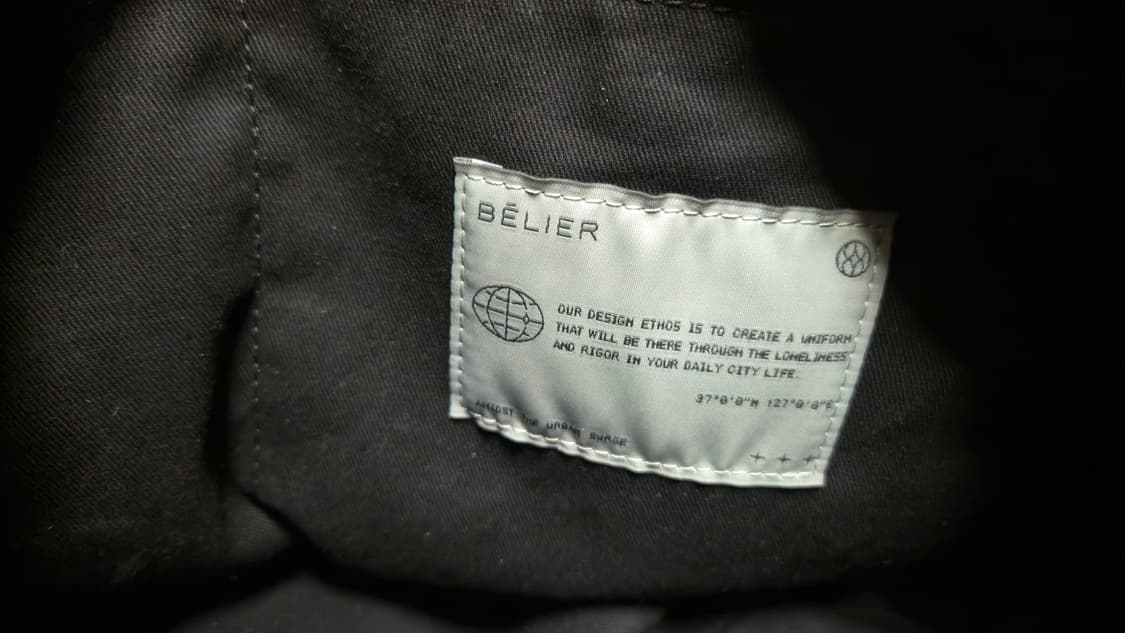 BÉLIER
OUR DESIGN ETHOS IS TO CREATE A UNIFORM
THAT WILL BE THERE THROUGH THE LONELINESS
AND RIGOR IN YOUR DAILY CITY LIFE.
37°0'0"N 127°0'0"E
AMIDST THE URBAN SURGE